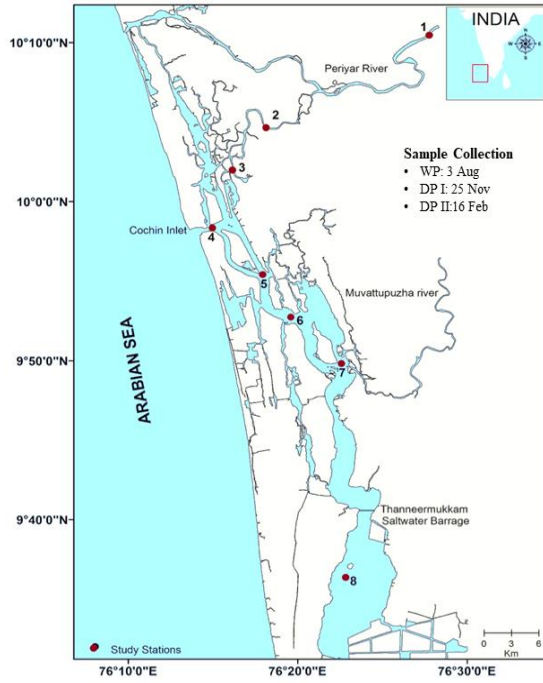 INDIA
N
W
E
S
10°10'0"N
1
Periyar River
2
Sample Collection
• WP: 3 Aug
• DP I: 25 Nov
• DP II:16 Feb
3
10°0'0"N
Cochin Inlet
4
5
Muvattupuzha river
6
ARABIAN SEA
9°50'0"N
7
9°40'0"N
Thanneermukkam
Saltwater Barrage
8
0 3 6
Km
Study Stations
76°10'0"E
76°20'0"E
76°30'0"E